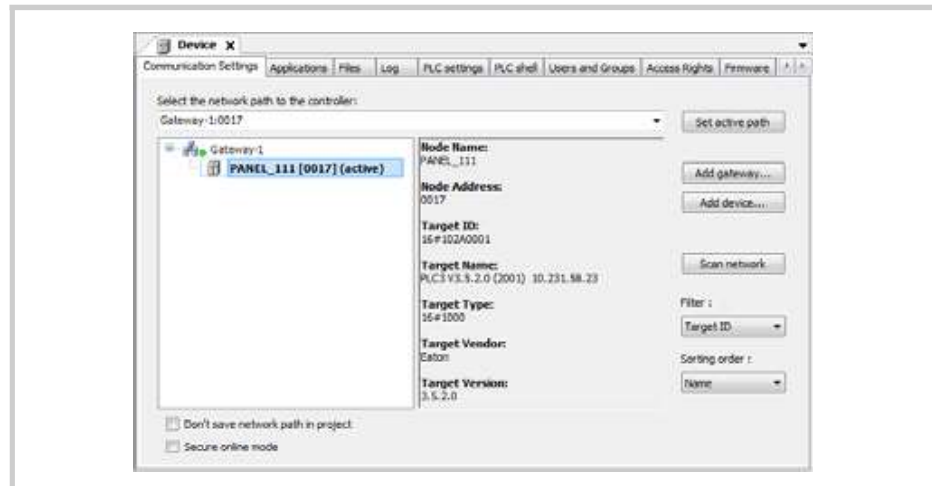 Device X
Communication Settings Applications Files Log PLC settings PLC shell Users and Groups Access Rights Firmware
Select the network path to the controller:
Gateway-1:0017
Set active path
Gateway-1
PANEL_111 [0017] (active)
Node Name:
PANEL_111
Node Address:
0017
Target ID:
16#102A0001
Target Name:
PLC3 V3.5.2.0 (2001) 10.231.58.23
Target Type:
16#1000
Target Vendor:
Eaton
Target Version:
3.5.2.0
Add gateway...
Add device...
Scan network
Filter :
Target ID
Sorting order :
Name
Don't save network path in project
Secure online mode